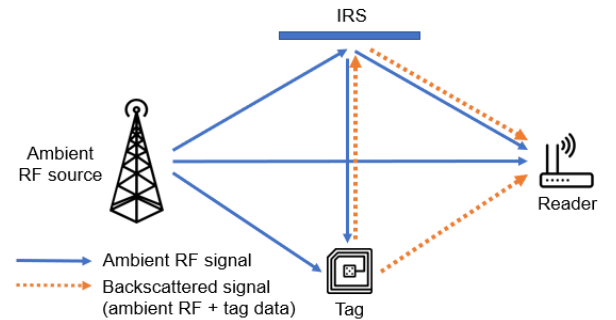 IRS
Ambient
RF source
Reader
Ambient RF signal
Backscattered signal
(ambient RF + tag data)
Tag